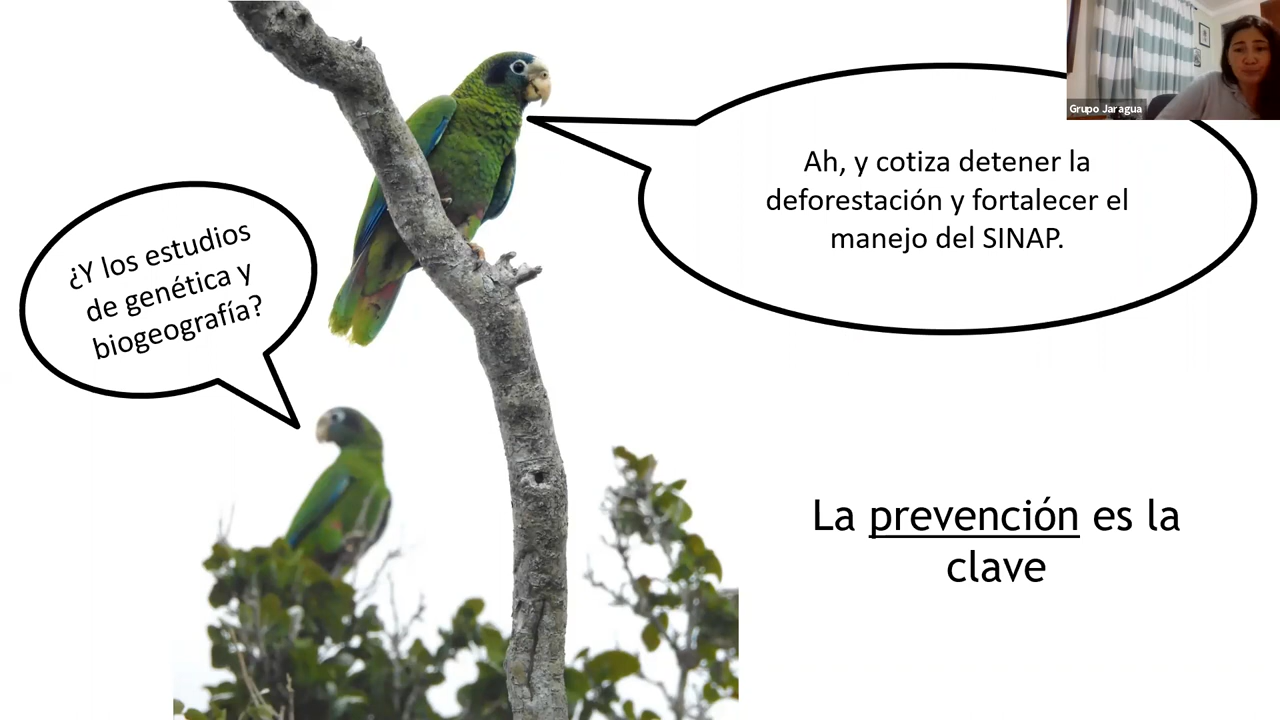 Grupo Jaragua
Ah, y cotiza detener la
deforestación y fortalecer el
manejo del SINAP.
¿Y los estudios
de genética y
biogeografía?
La prevención es la
clave